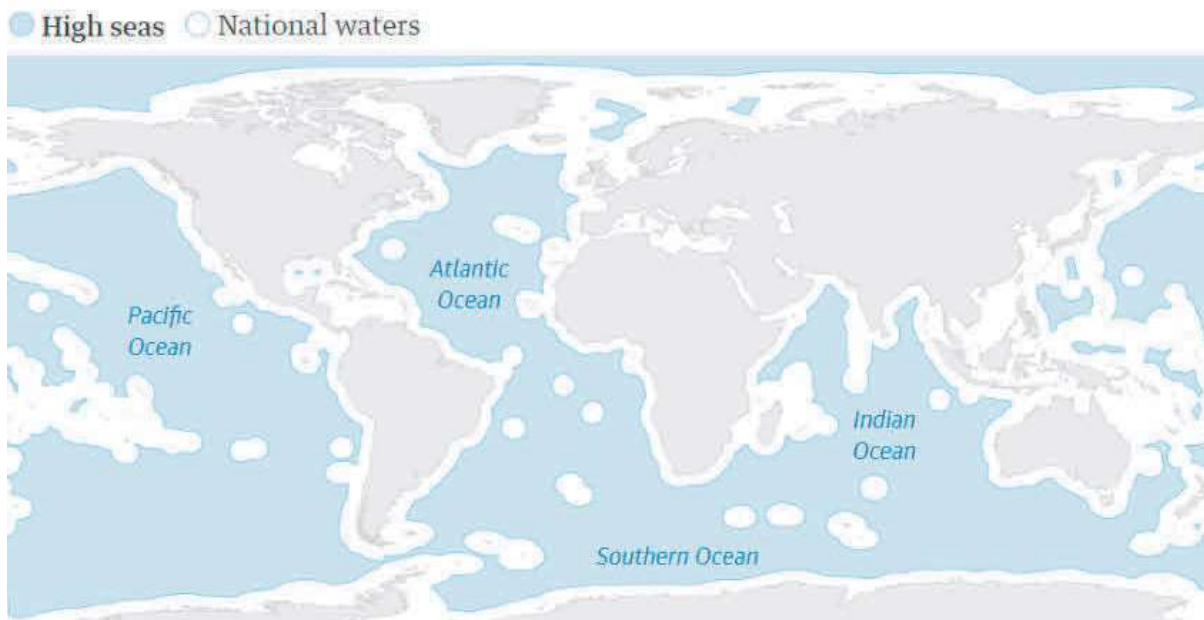 High seas National waters
Atlantic
Ocean
Pacific
Ocean
Indian
Ocean
Southern Ocean